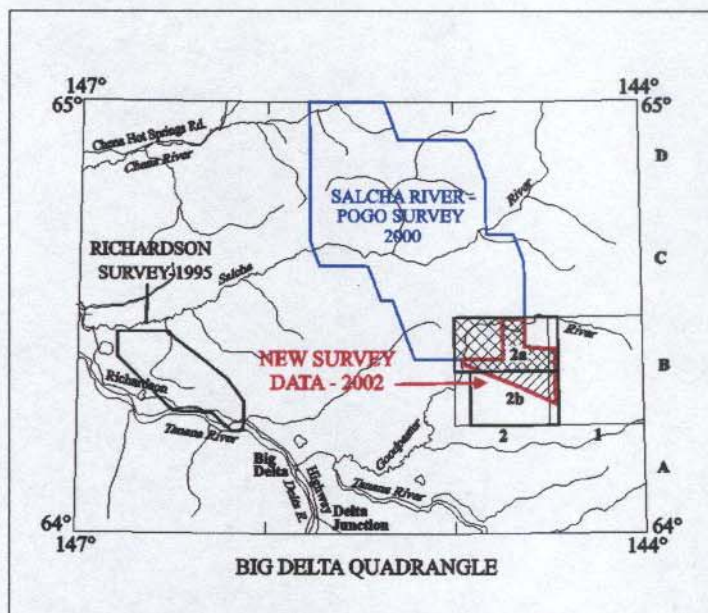 147°
144°
65°
65°
Chena Hot Springs Rd.
Chena River
D
SALCHA RIVER -
POGO SURVEY
2000
River
RICHARDSON
SURVEY-1995
Salcha
C
River
NEW SURVEY
DATA - 2002
2a
B
2b
Richardson
Tanana River
Goodpaster
2
1
Big
Delta
Highway
Delta R.
Delta
Junction
Tanana River
A
64°
64°
147°
144°
BIG DELTA QUADRANGLE